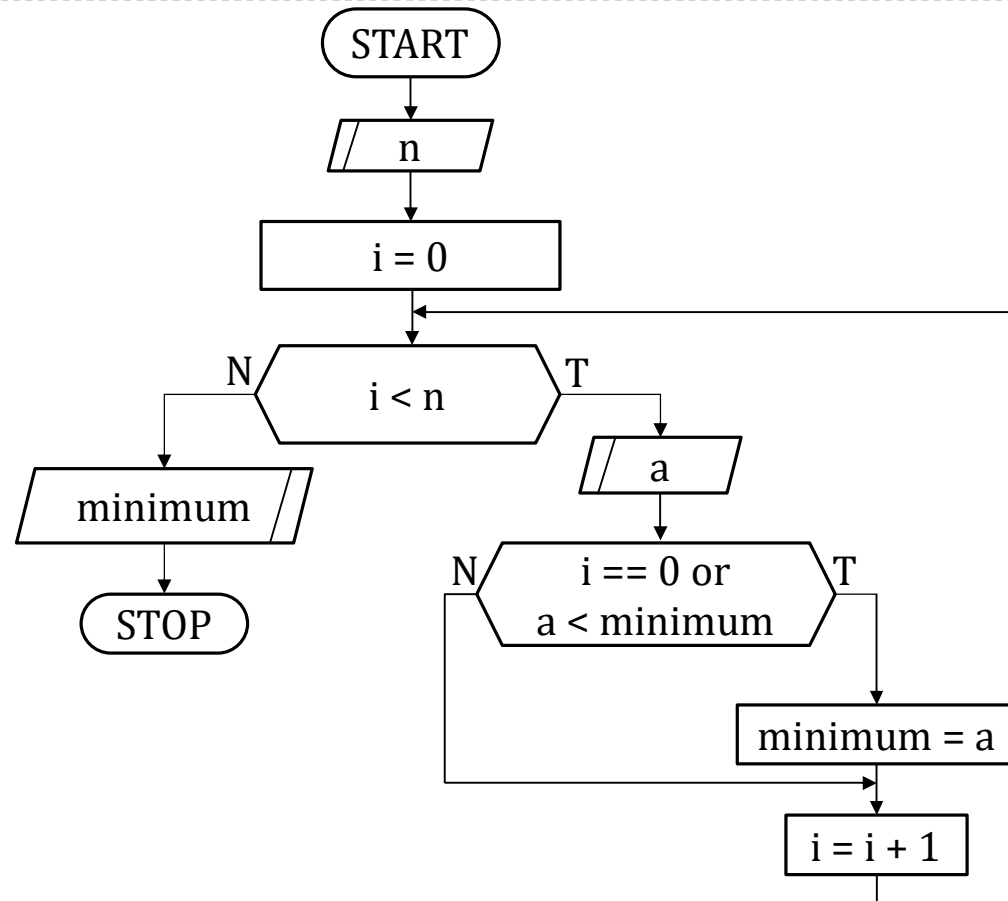 START
n
i = 0
N
i < n
T
minimum
STOP
a
N
i == 0 or
a < minimum
T
minimum = a
i = i + 1